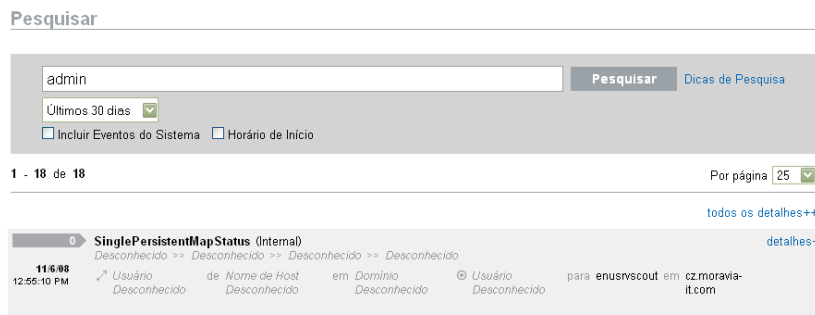 Pesquisar
admin Pesquisar Dicas de Pesquisa
Últimos 30 dias
Incluir Eventos do Sistema Horário de Início
1 - 18 de 18 Por página 25
todos os detalhes++
0 SinglePersistentMapStatus (Internal) detalhes-
Desconhecido >> Desconhecido >> Desconhecido >> Desconhecido
11/6/08 Usuário de Nome de Host em Domínio Usuário para enusrvscout em cz.moravia-
12:55:10 PM Desconhecido Desconhecido Desconhecido Desconhecido it.com